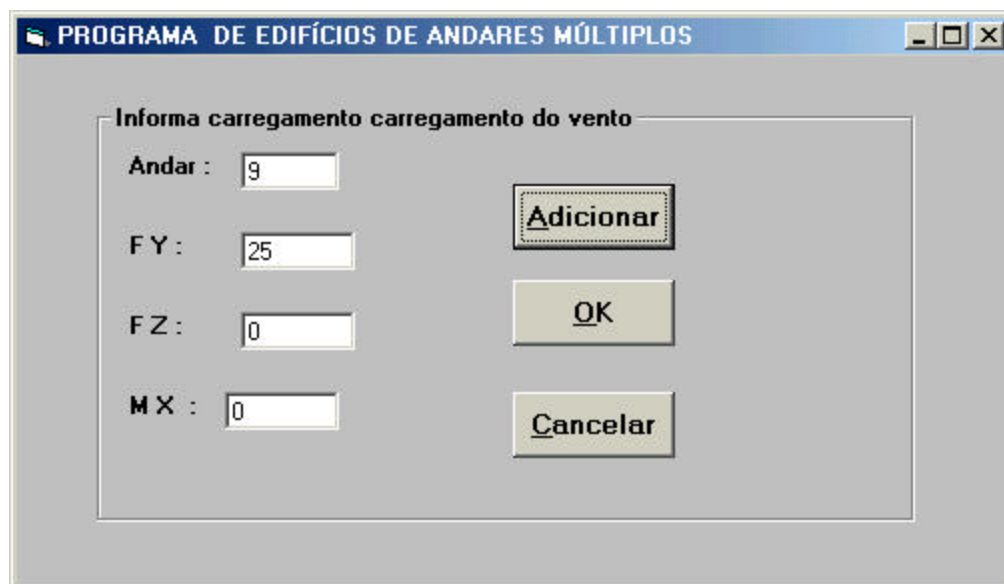 PROGRAMA DE EDIFÍCIOS DE ANDARES MÚLTIPLOS
Informa carregamento carregamento do vento
Andar : 9
F Y : 25
F Z : 0
M X : 0
Adicionar
OK
Cancelar